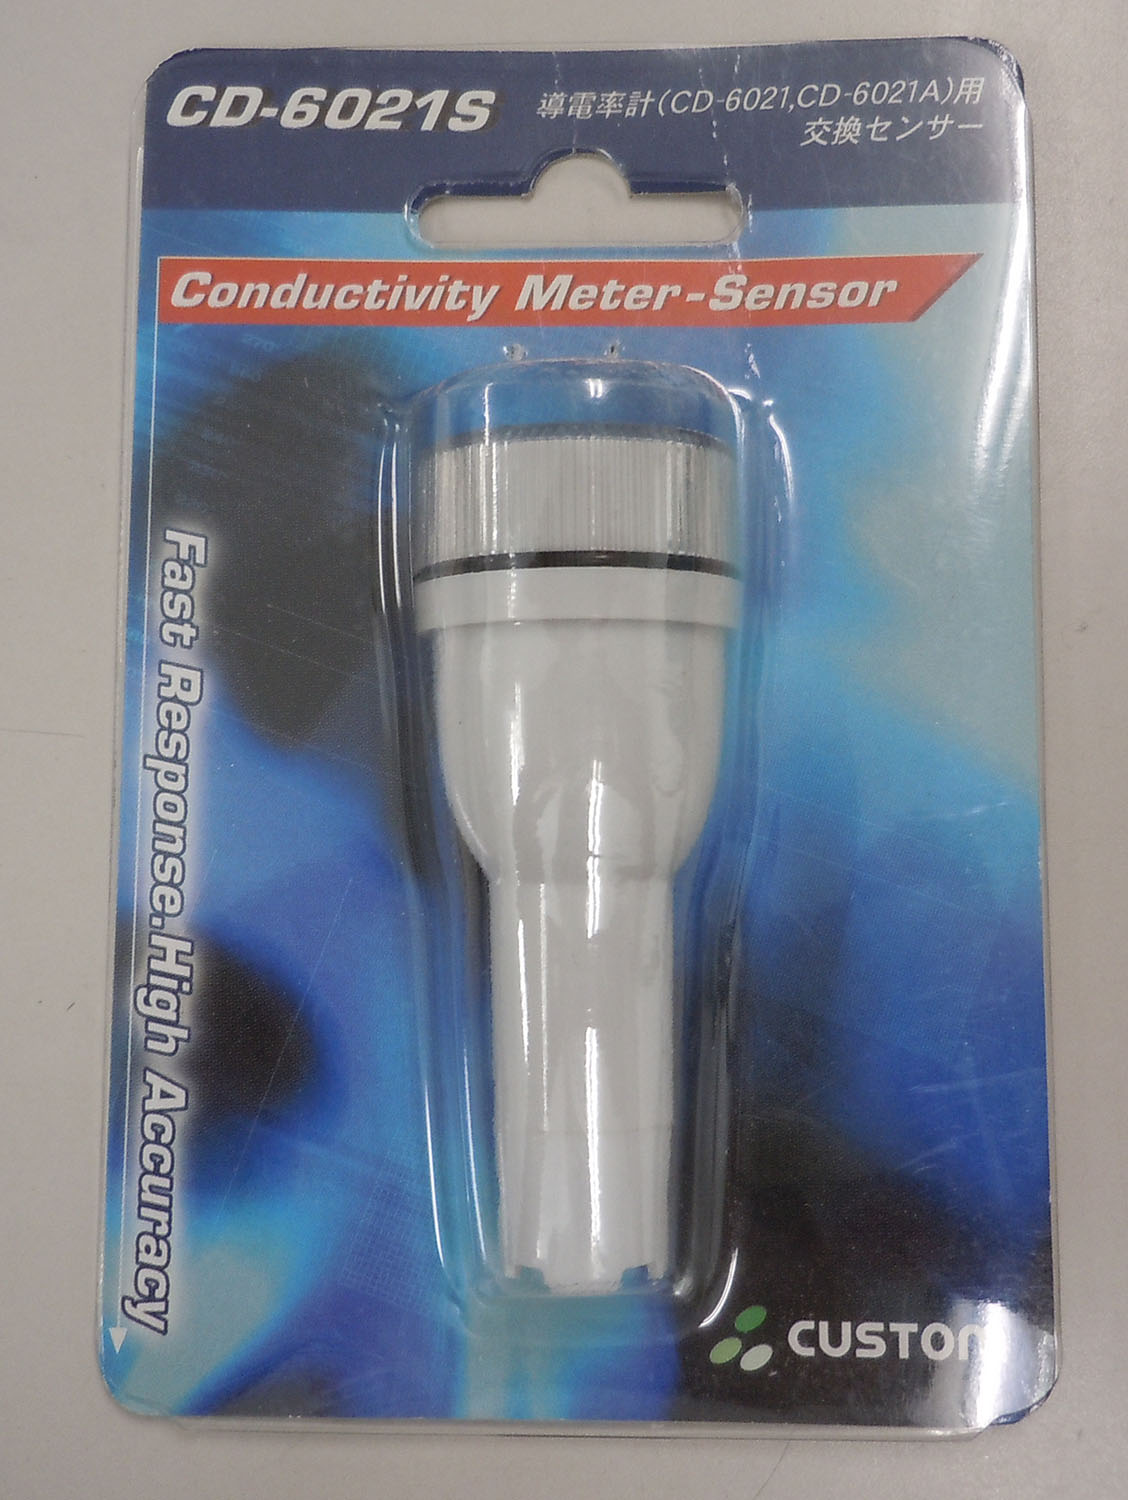 CD-6021S
導電率計(CD-6021,CD-6021A)用
交換センサー
Conductivity Meter-Sensor
Fast Response.High Accuracy
CUSTOM